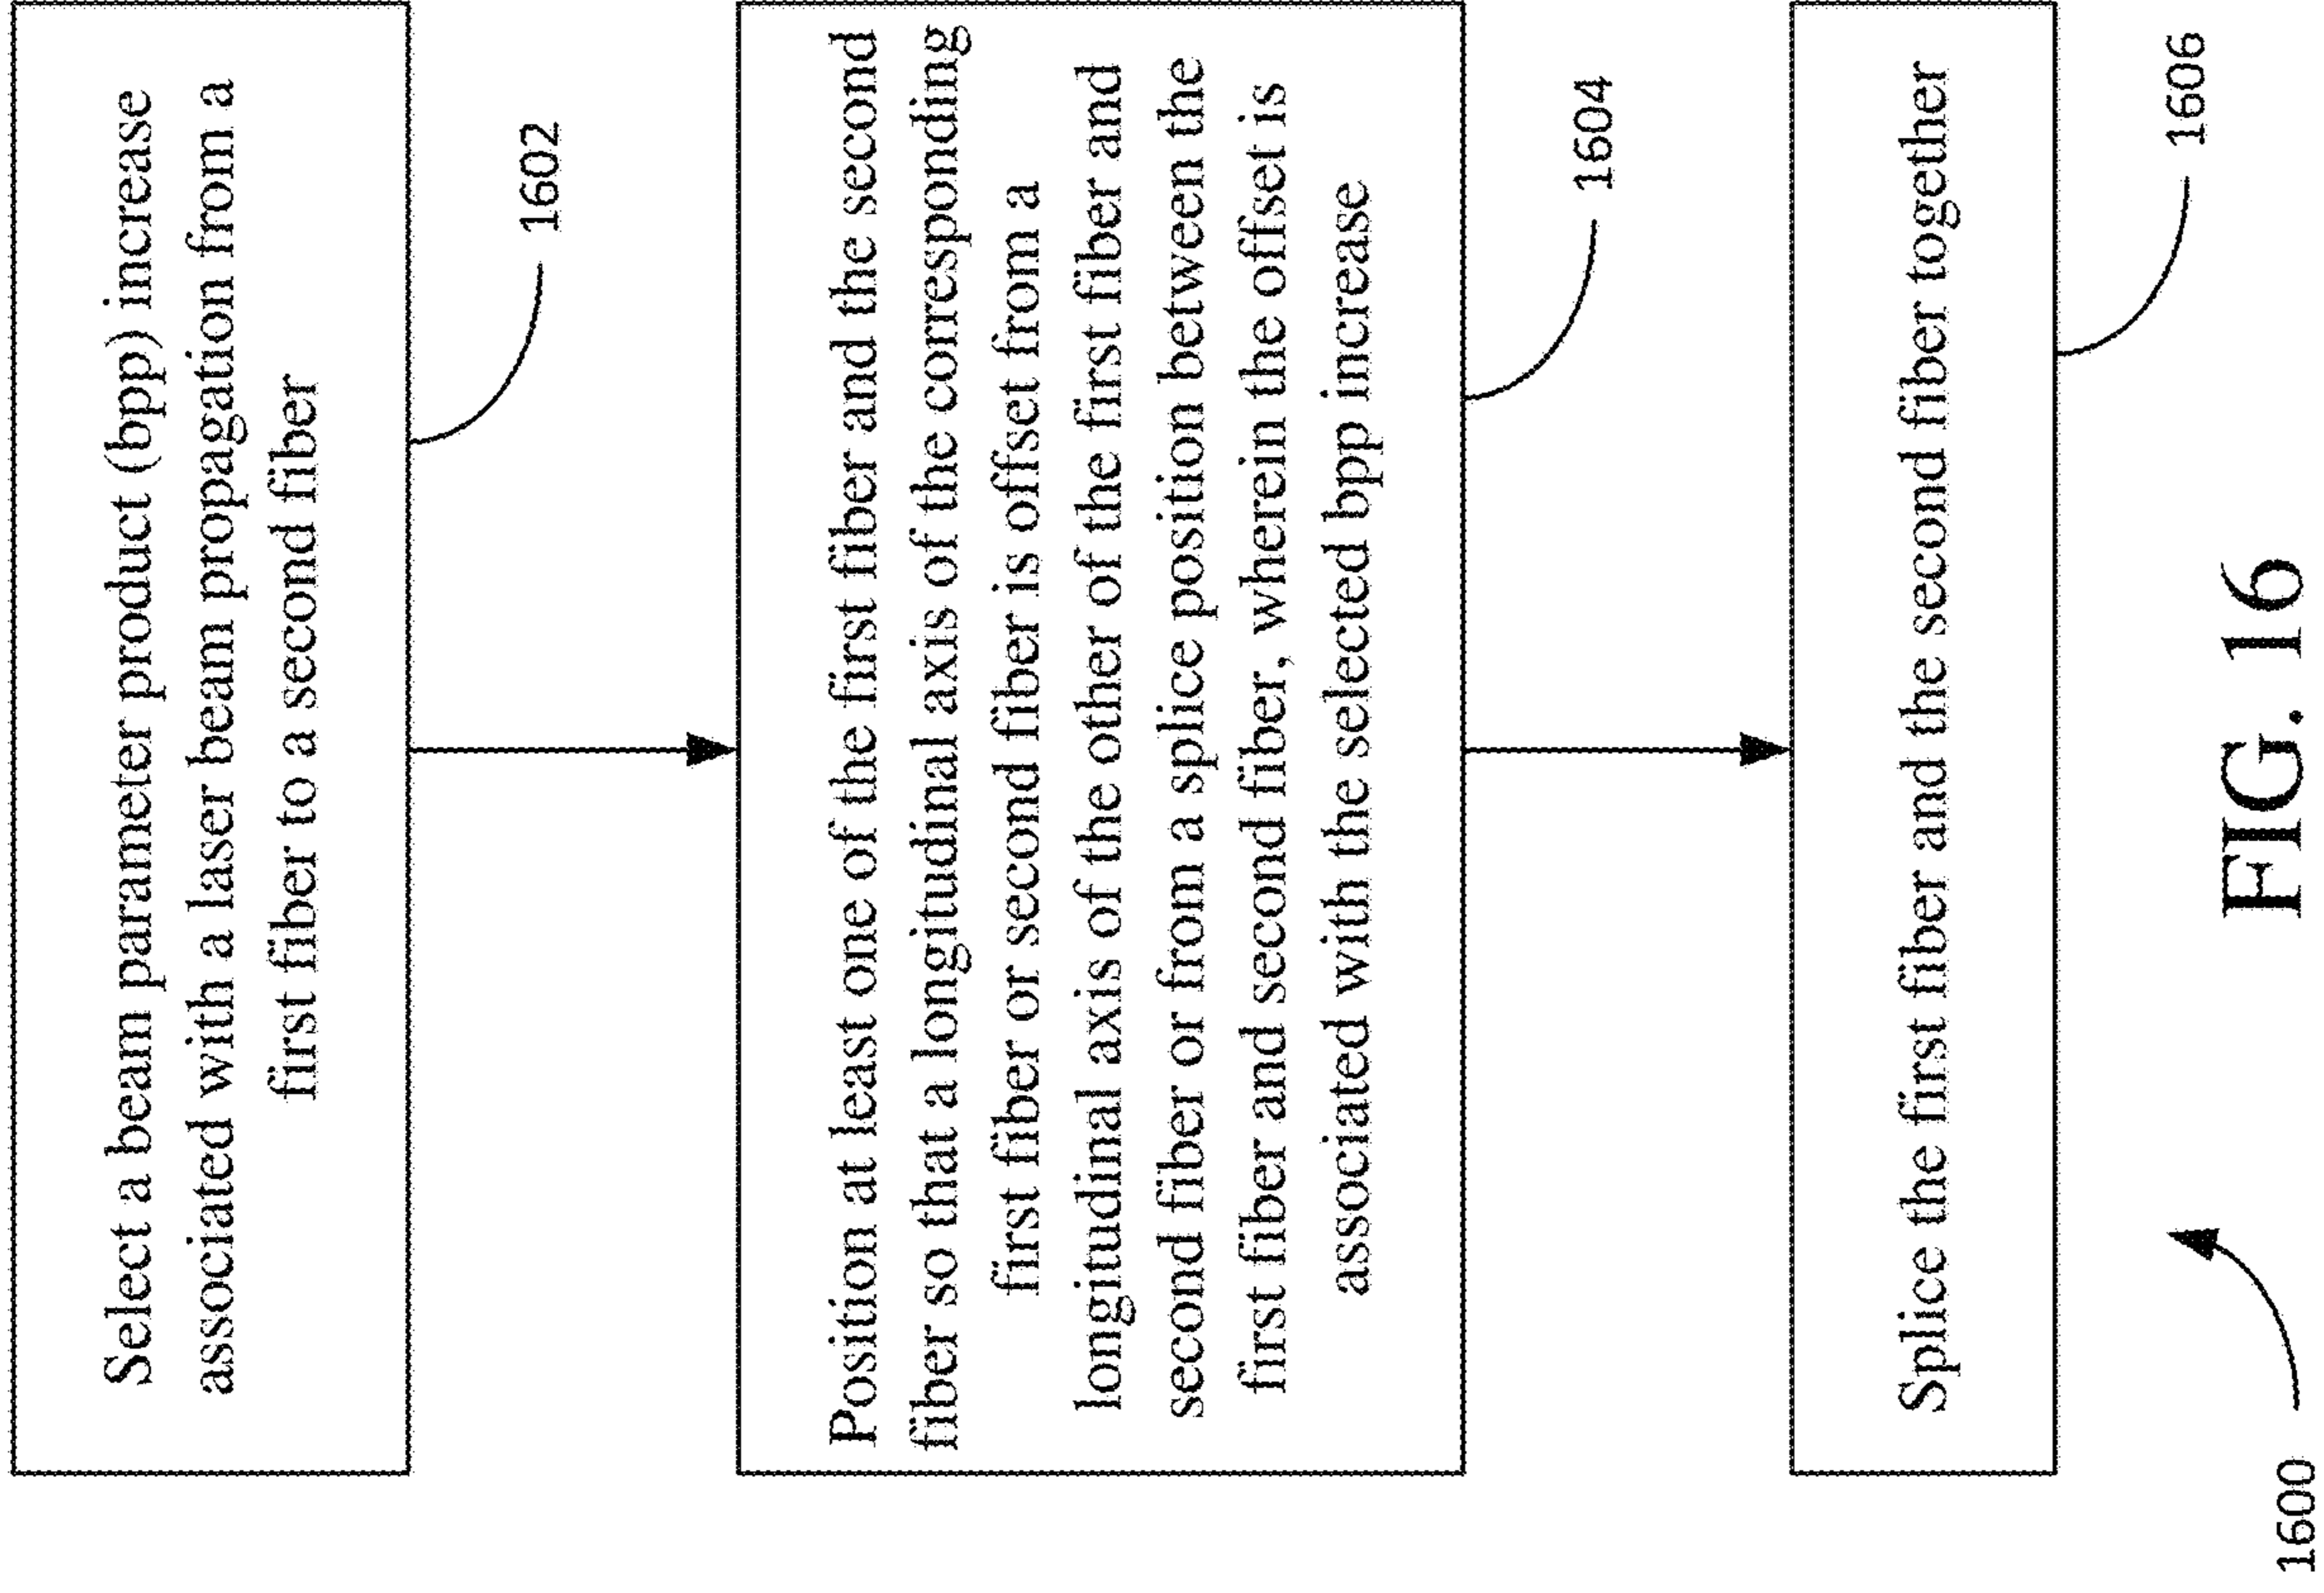 Select a beam parameter product (bpp) increase
associated with a laser beam propagation from a
first fiber to a second fiber
1602
Position at least one of the first fiber and the second
fiber so that a longitudinal axis of the corresponding
first fiber or second fiber is offset from a
longitudinal axis of the other of the first fiber and
second fiber or from a splice position between the
first fiber and second fiber, wherein the offset is
associated with the selected bpp increase
1604
Splice the first fiber and the second fiber together
1606
1600
FIG. 16